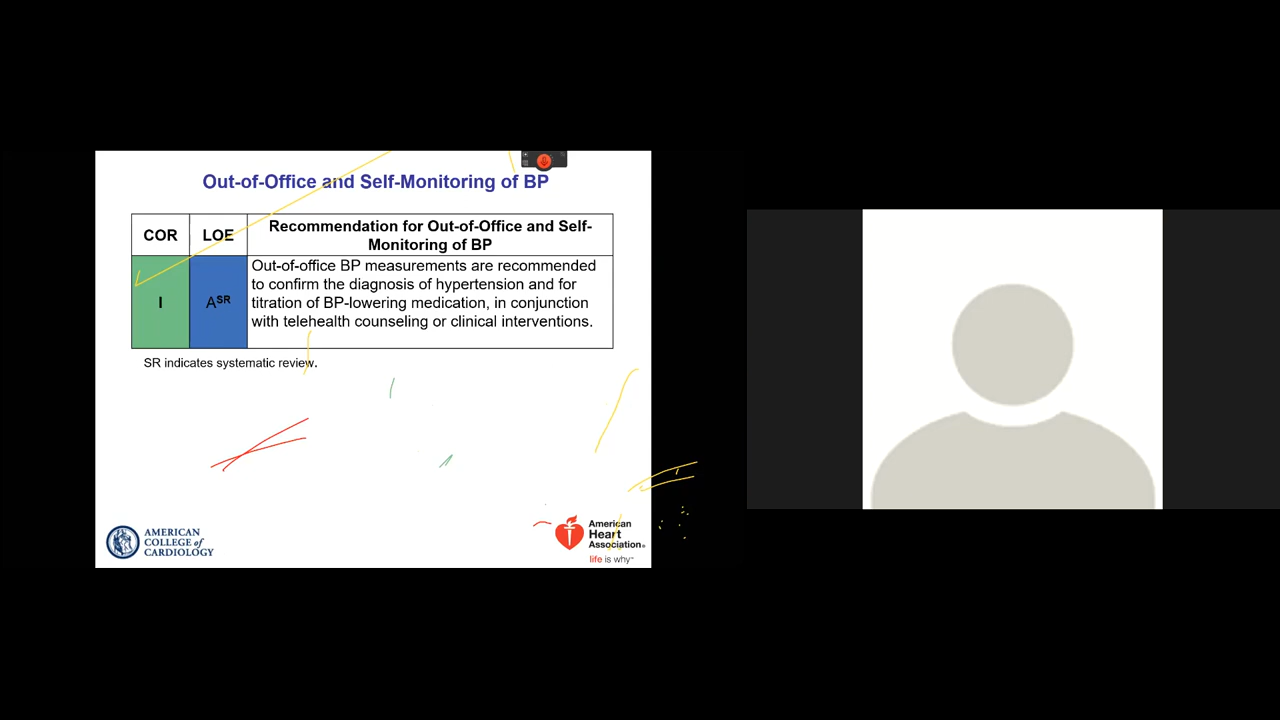 Out-of-Office and Self-Monitoring of BP
COR
LOE
Recommendation for Out-of-Office and Self-
Monitoring of BP
I
A^SR
Out-of-office BP measurements are recommended
to confirm the diagnosis of hypertension and for
titration of BP-lowering medication, in conjunction
with telehealth counseling or clinical interventions.
SR indicates systematic review.
AMERICAN
COLLEGE of
CARDIOLOGY
American
Heart
Association®
life is why™